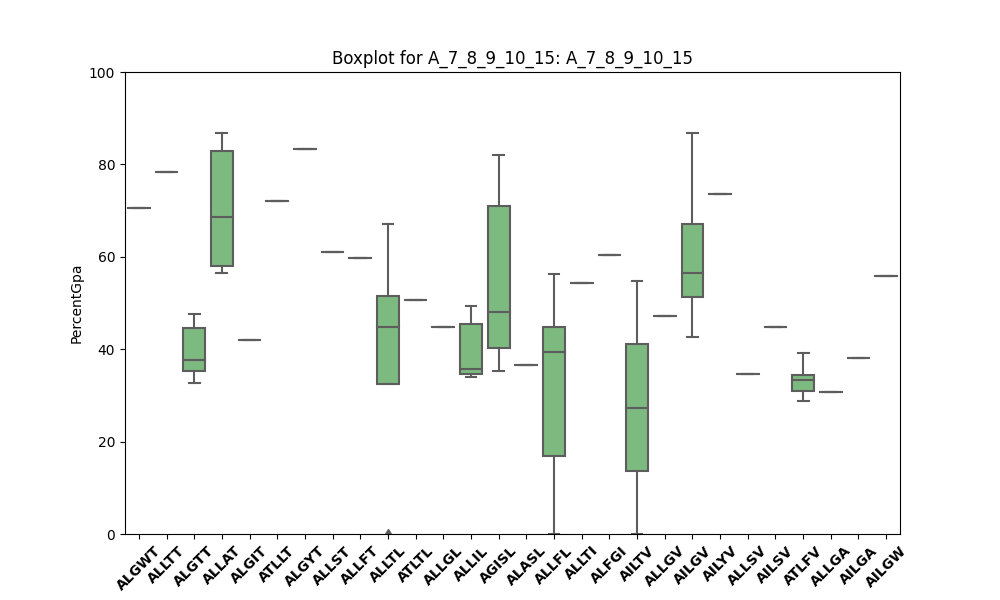 Boxplot for A_7_8_9_10_15: A_7_8_9_10_15
PercentGpa
100
80
60
40
20
0
ALGWT
ALLTT
ALGTT
ALLAT
ALGIT
ATLLT
ALGYT
ALLST
ALLFT
ALLTL
ATLTL
ALLGL
ALLIL
AGISL
ALASL
ALLFL
ALLTI
ALFGI
AILTV
ALLGV
AILGV
AILYV
ALLSV
AILSV
ATLFV
ALLGA
AILGA
AILGW